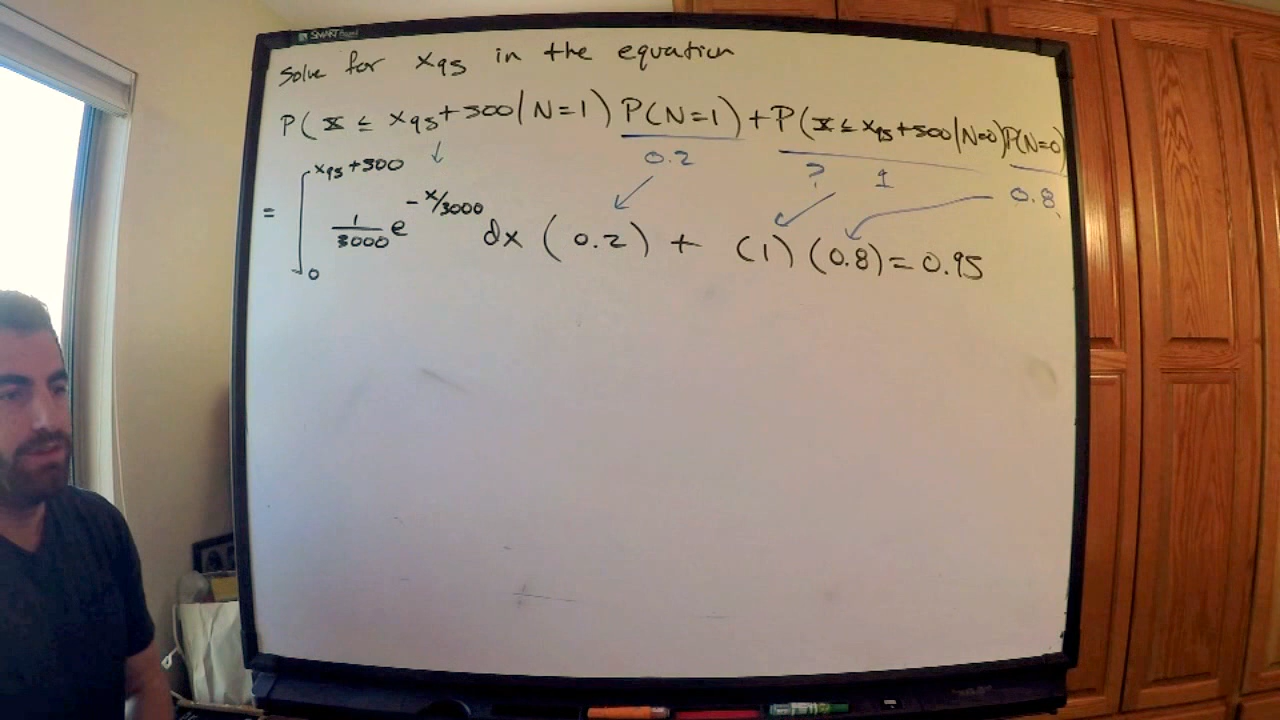 SMART
Solve for x95 in the equation
P(X ≤ x95+500|N=1) P(N=1) + P(X ≤ x95+500|N=0)P(N=0)
↓ 0.2 ? 1 0.8
= ∫₀^(x95+500) 1/3000 e^(-x/3000) dx (0.2) + (1)(0.8) = 0.95